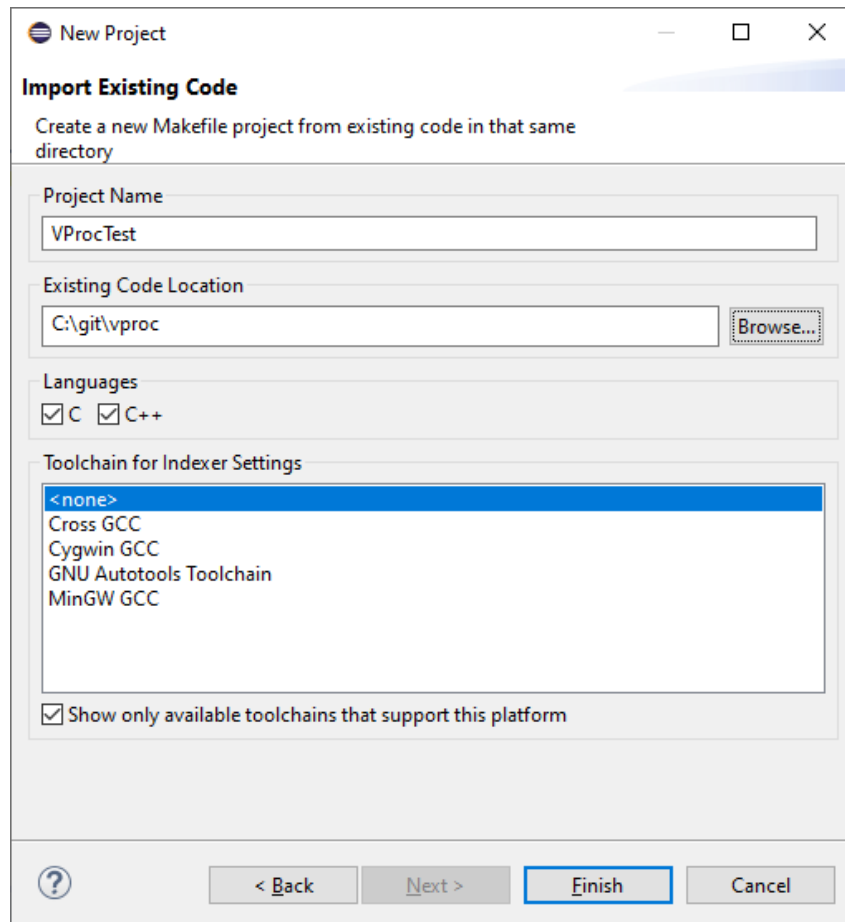 New Project
Import Existing Code
Create a new Makefile project from existing code in that same
directory
Project Name
VProcTest
Existing Code Location
C:\git\vproc
Browse...
Languages
C C++
Toolchain for Indexer Settings
<none>
Cross GCC
Cygwin GCC
GNU Autotools Toolchain
MinGW GCC
Show only available toolchains that support this platform
? < Back Next > Finish Cancel